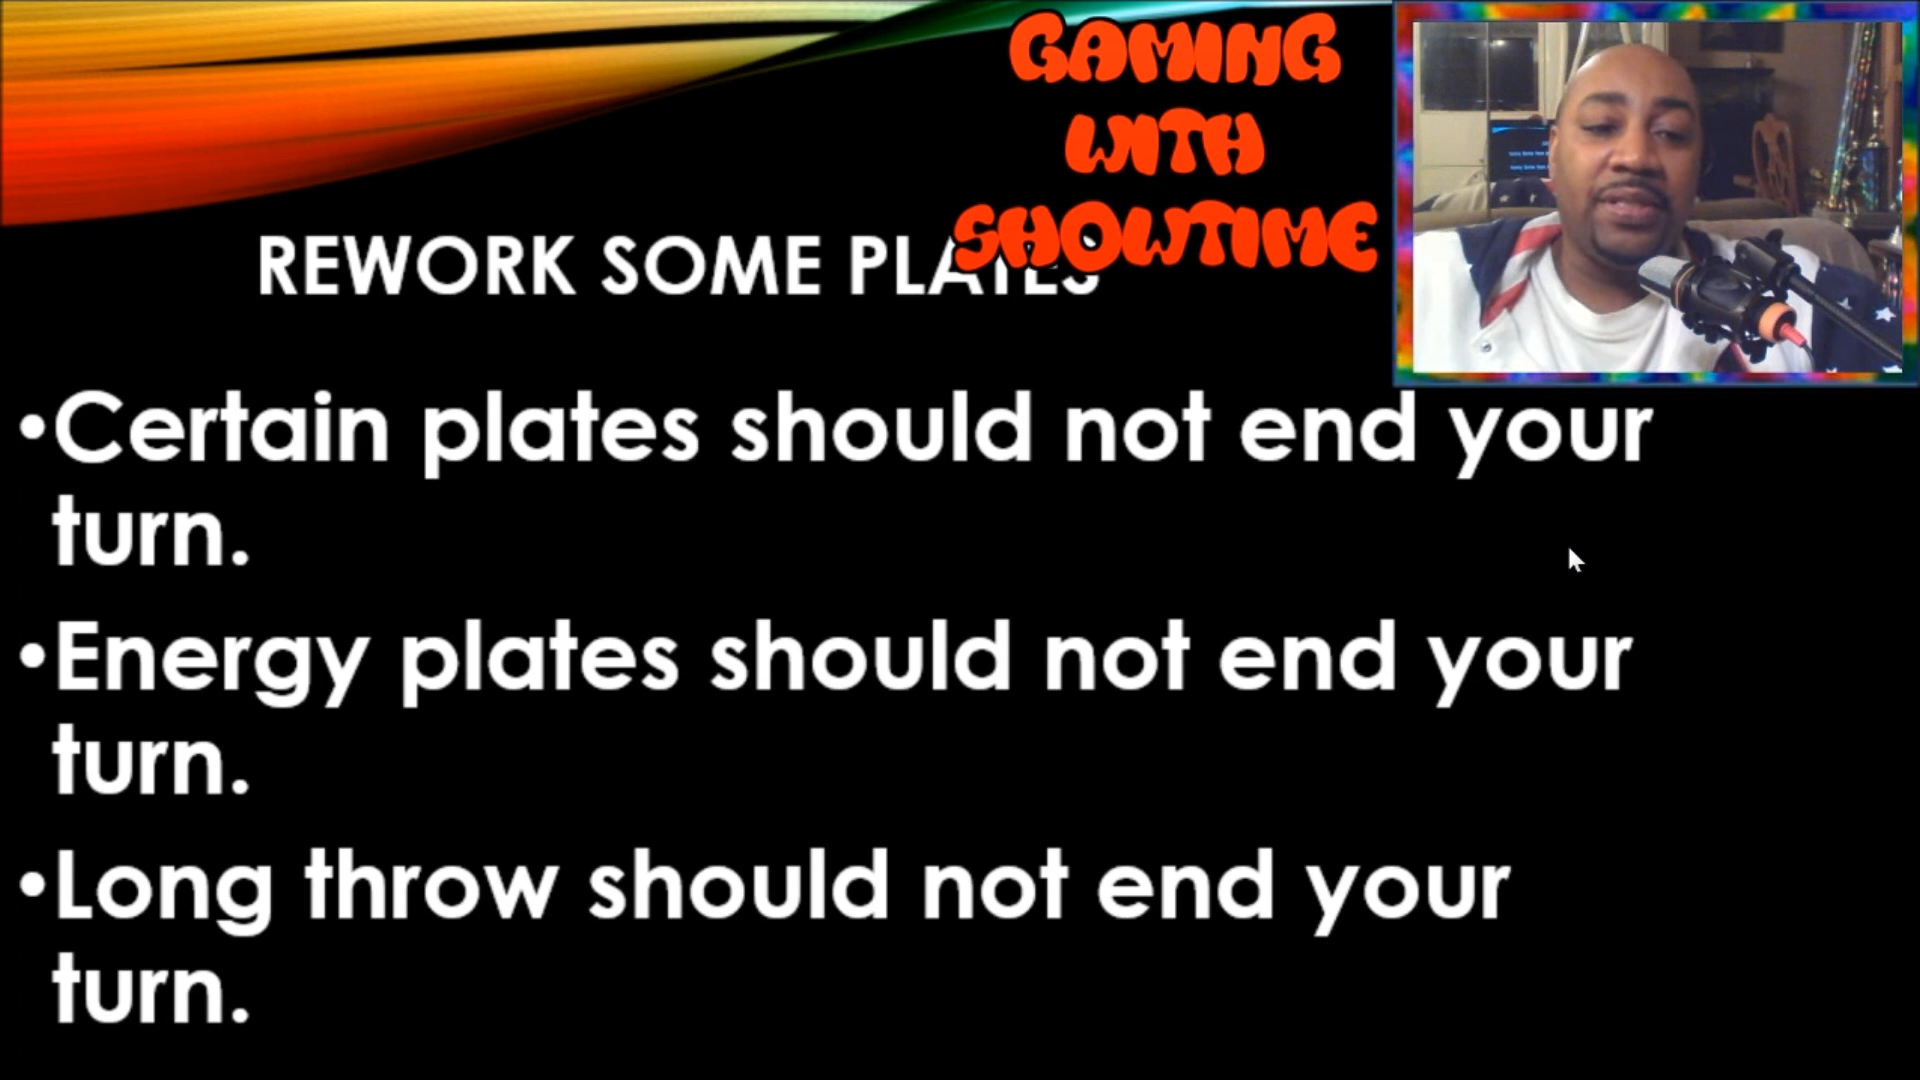 GAMING
WITH
SHOWTIME
REWORK SOME PLATES
•Certain plates should not end your
turn.
•Energy plates should not end your
turn.
•Long throw should not end your
turn.